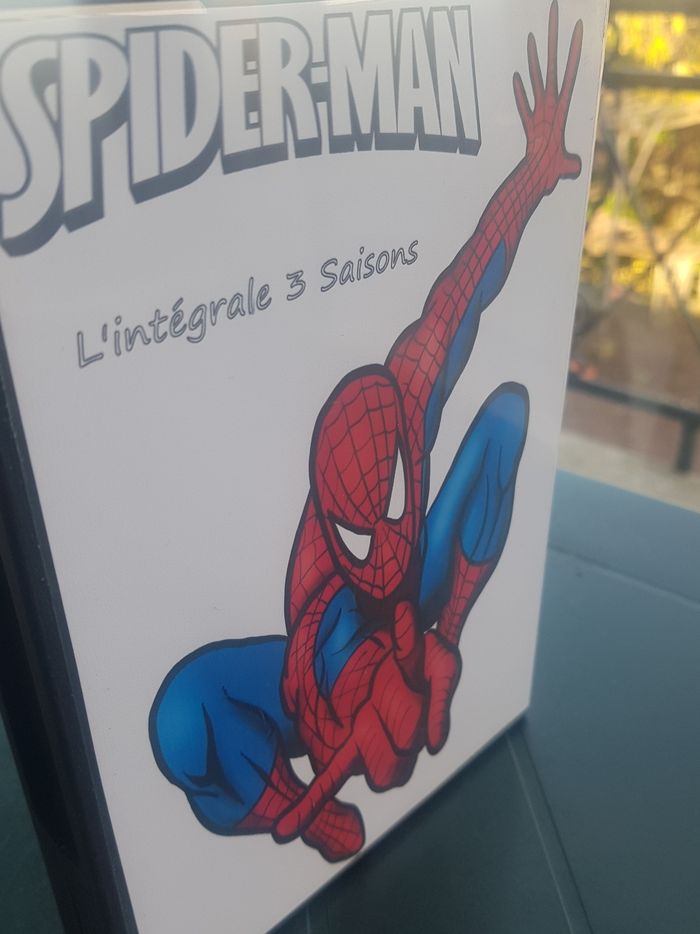 SPIDER-MAN
L'intégrale 3 Saisons